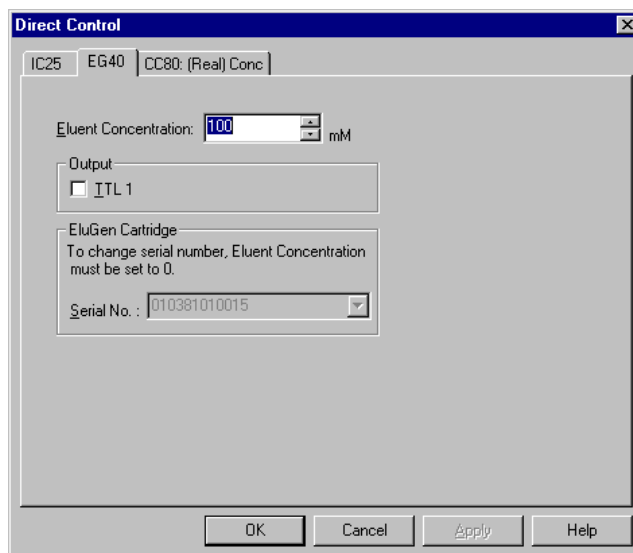 Direct Control
IC25 EG40 CC80: (Real) Conc
Eluent Concentration: 100 mM
Output
TTL 1
EluGen Cartridge
To change serial number, Eluent Concentration
must be set to 0.
Serial No. : 010381010015
OK Cancel Apply Help